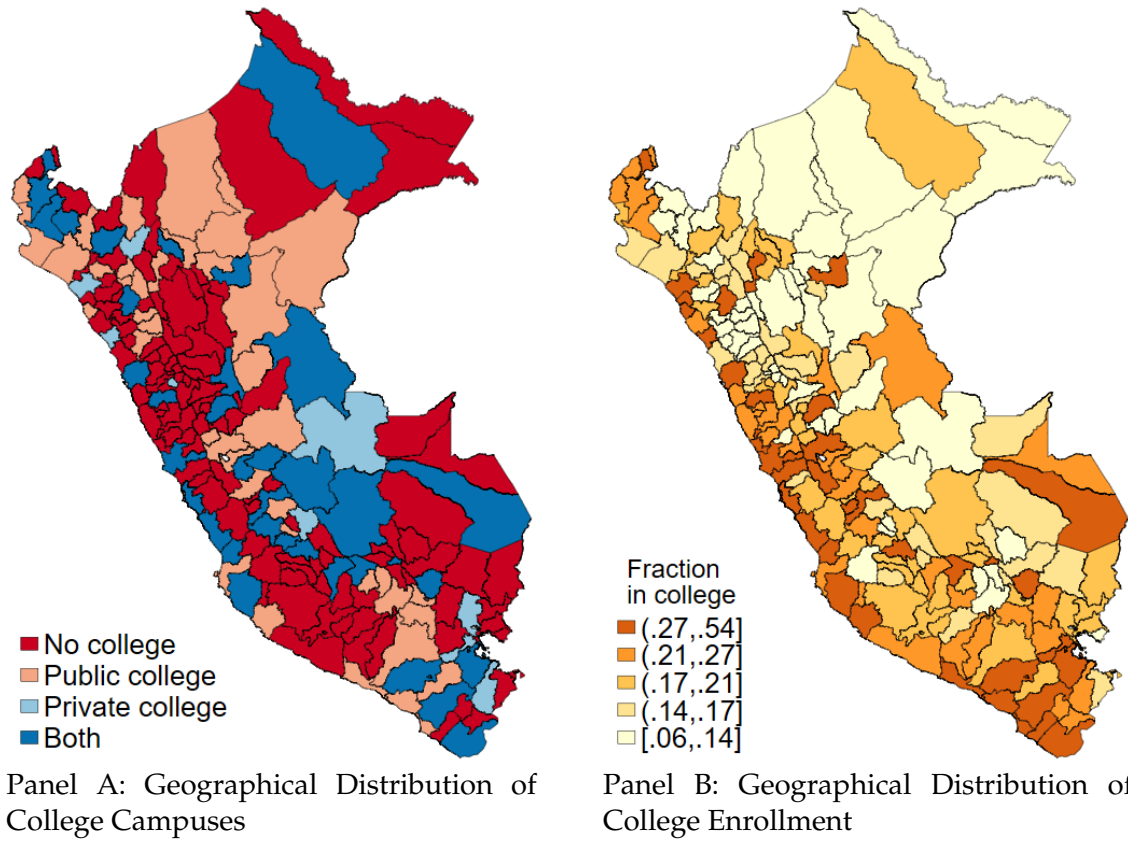 No college
Public college
Private college
Both
Panel A: Geographical Distribution of
College Campuses
Fraction
in college
(.27,.54]
(.21,.27]
(.17,.21]
(.14,.17]
[.06,.14]
Panel B: Geographical Distribution of
College Enrollment